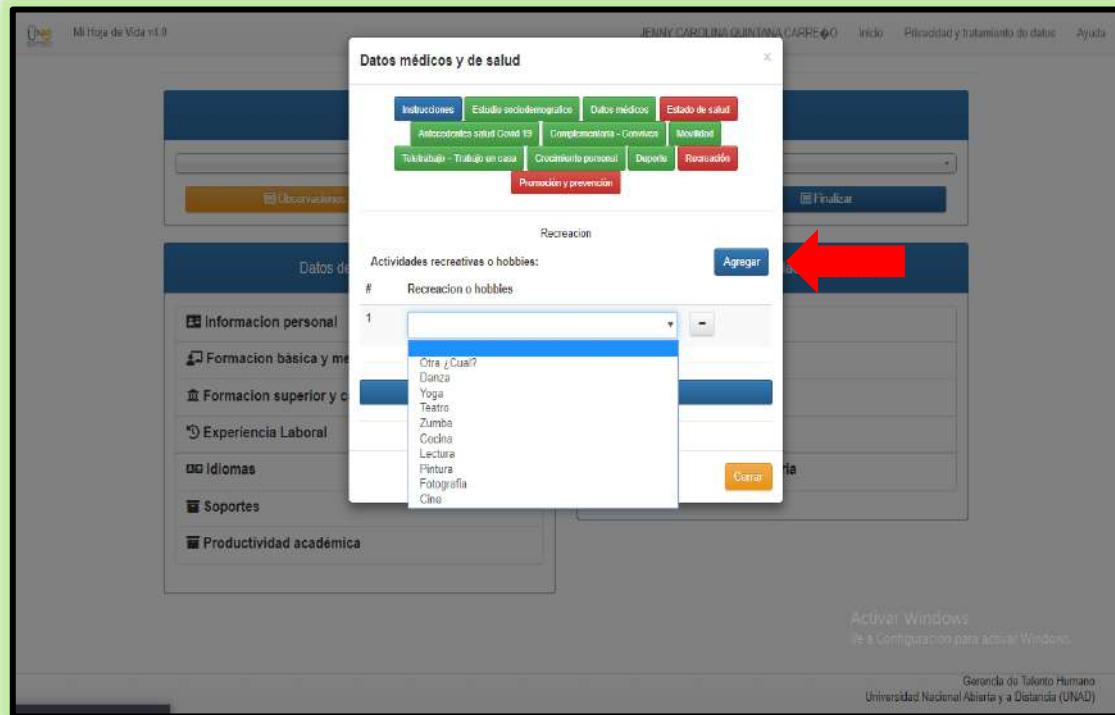 Mi Hoja de Vida v1.0
JENNY CAROLINA QUINTANA CARRE�O Inicio Privacidad y tratamiento de datos Ayuda
Datos médicos y de salud ×
Instrucciones Estudio sociodemografico Datos médicos Estado de salud
Antecedentes salud Covid 19 Complementaria - Convives Movilidad
Teletrabajo - Trabajo en casa Crecimiento personal Deporte Recreación
Promoción y prevención
Observaciones
Finalizar
Recreacion
Actividades recreativas o hobbies: Agregar
# Recreacion o hobbies
1
Otra ¿Cual?
Danza
Yoga
Teatro
Zumba
Cocina
Lectura
Pintura
Fotografía
Cine
Cerrar
Datos de
Informacion personal
Formacion básica y me
Formacion superior y c
Experiencia Laboral
Idiomas
Soportes
Productividad académica
ria
Activar Windows
Ve a Configuración para activar Windows.
Gerencia de Talento Humano
Universidad Nacional Abierta y a Distancia (UNAD)